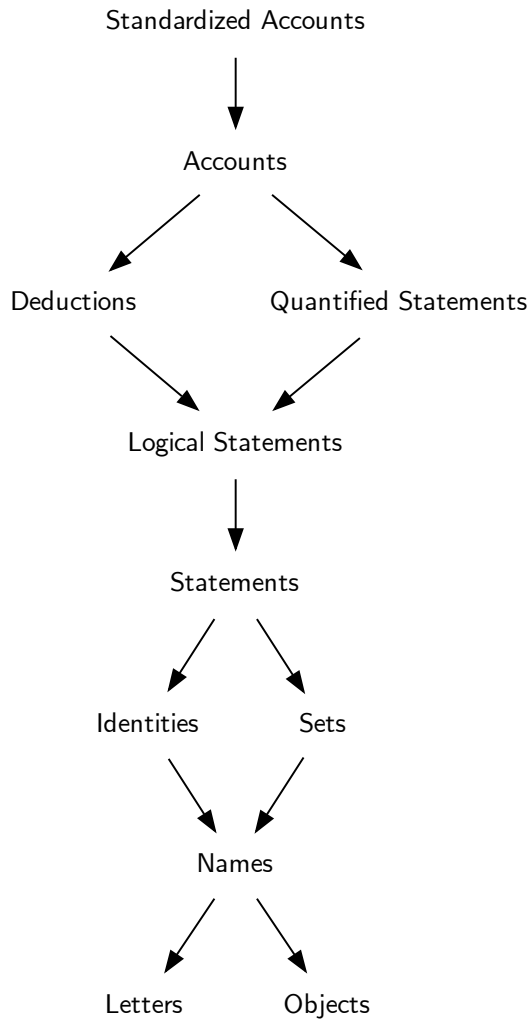 Standardized Accounts
Accounts
Deductions
Quantified Statements
Logical Statements
Statements
Identities
Sets
Names
Letters
Objects